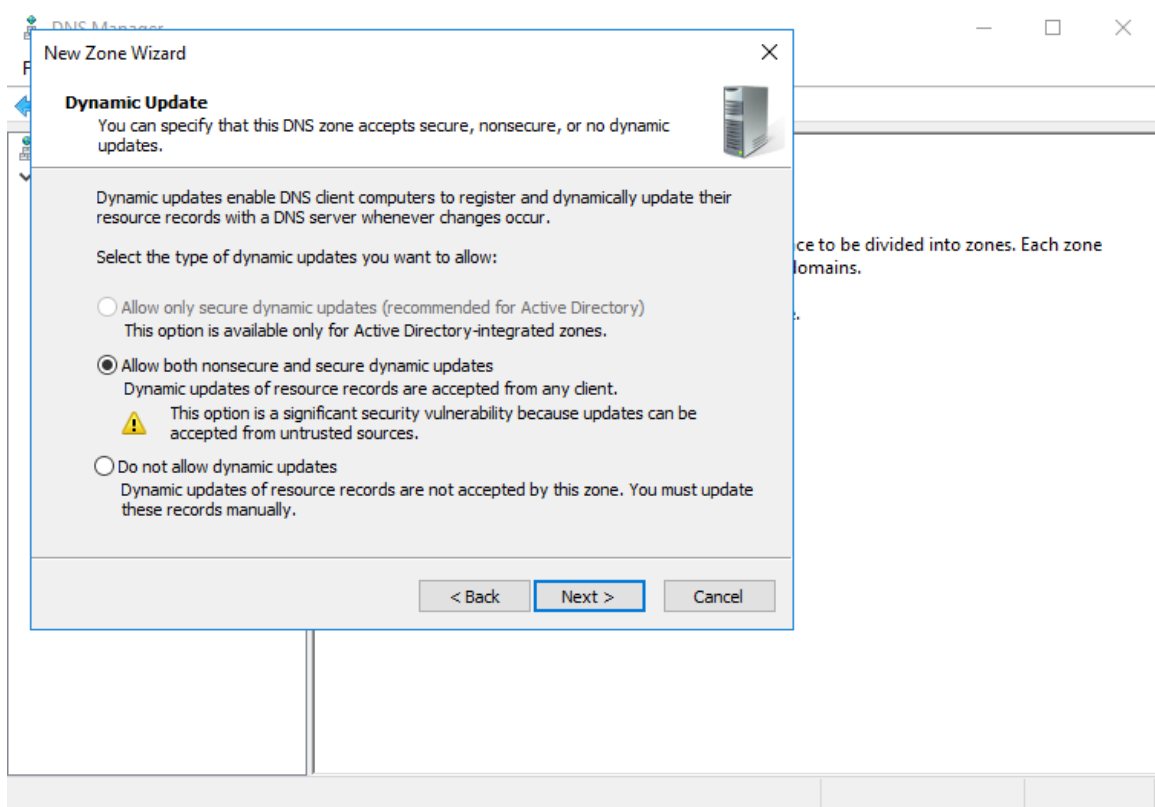 DNS Manager
New Zone Wizard
F
Dynamic Update
You can specify that this DNS zone accepts secure, nonsecure, or no dynamic
updates.
Dynamic updates enable DNS client computers to register and dynamically update their
resource records with a DNS server whenever changes occur.
ce to be divided into zones. Each zone
Select the type of dynamic updates you want to allow:
omains.
Allow only secure dynamic updates (recommended for Active Directory)
This option is available only for Active Directory-integrated zones.
Allow both nonsecure and secure dynamic updates
Dynamic updates of resource records are accepted from any client.
This option is a significant security vulnerability because updates can be
accepted from untrusted sources.
Do not allow dynamic updates
Dynamic updates of resource records are not accepted by this zone. You must update
these records manually.
< Back
Next >
Cancel